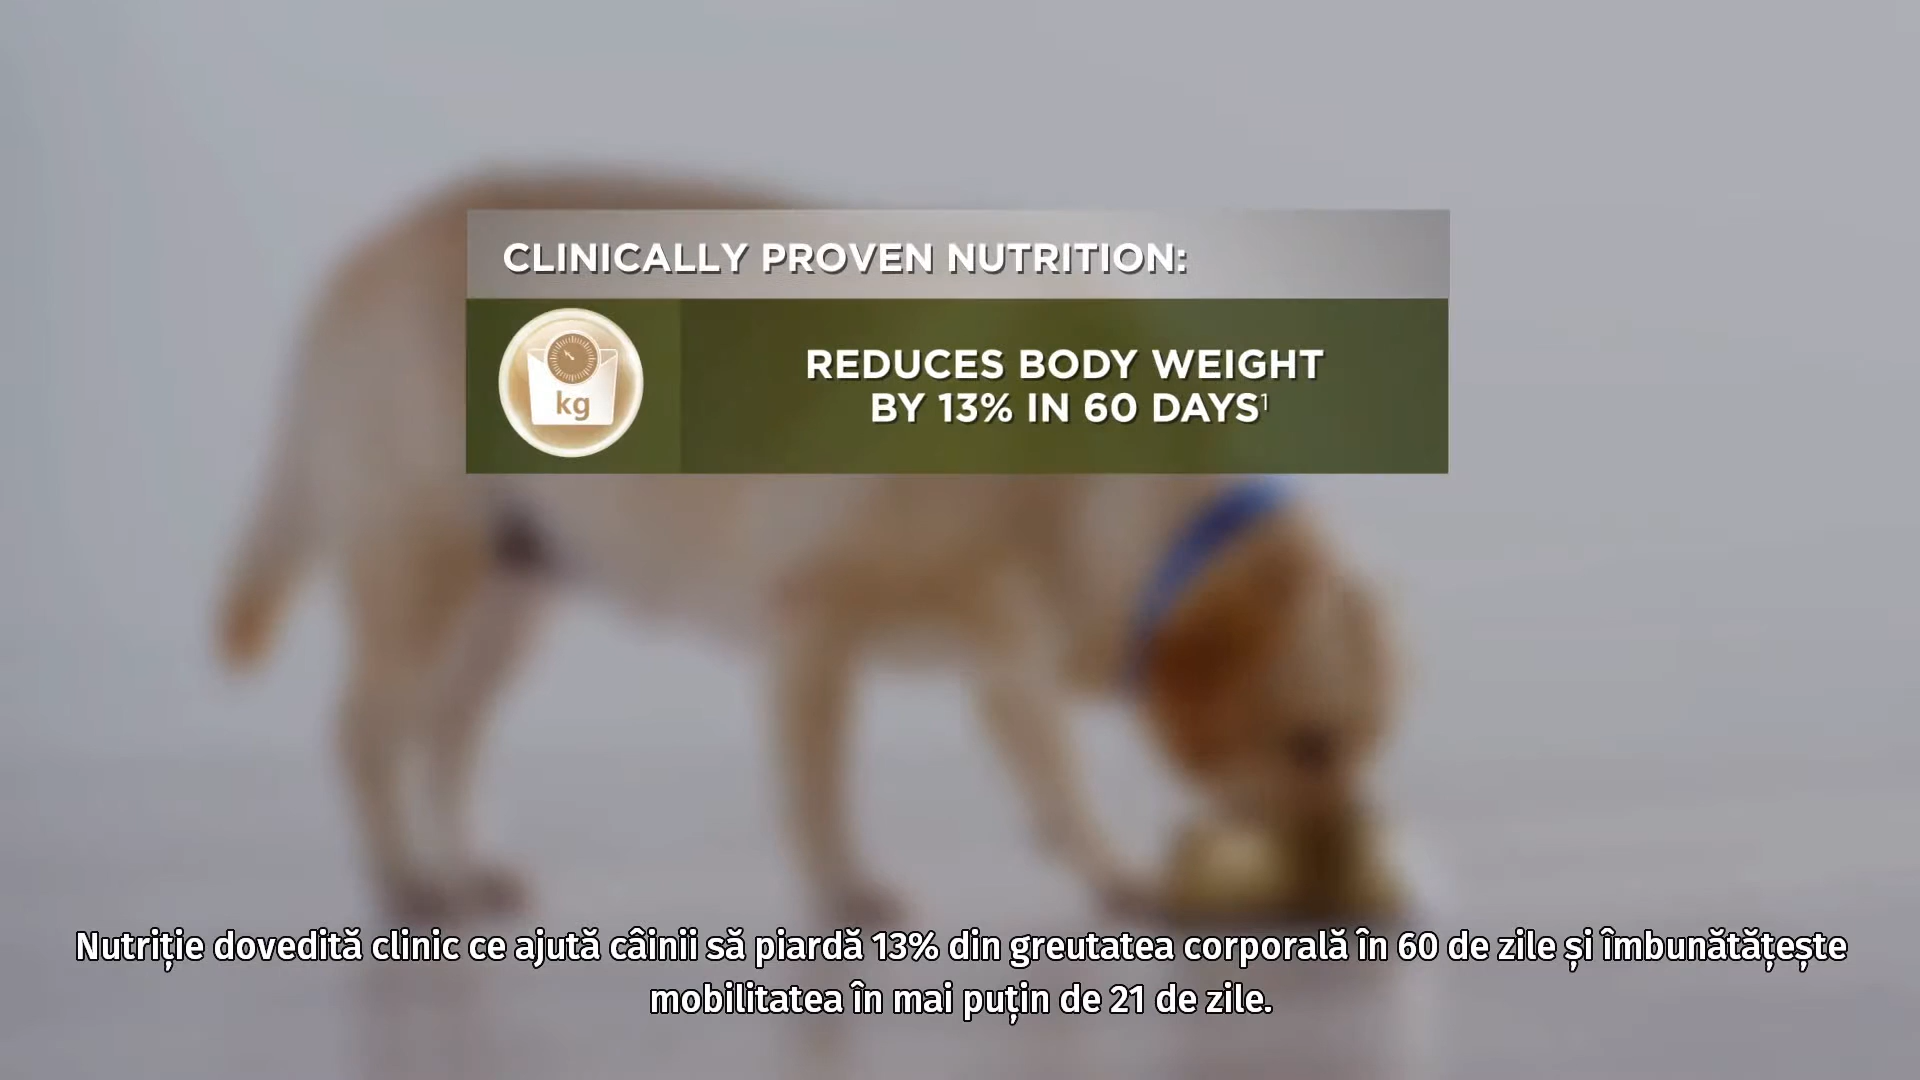 CLINICALLY PROVEN NUTRITION:
kg
REDUCES BODY WEIGHT
BY 13% IN 60 DAYS¹
Nutriție dovedită clinic ce ajută câinii să piardă 13% din greutatea corporală în 60 de zile și îmbunătățește
mobilitatea în mai puțin de 21 de zile.